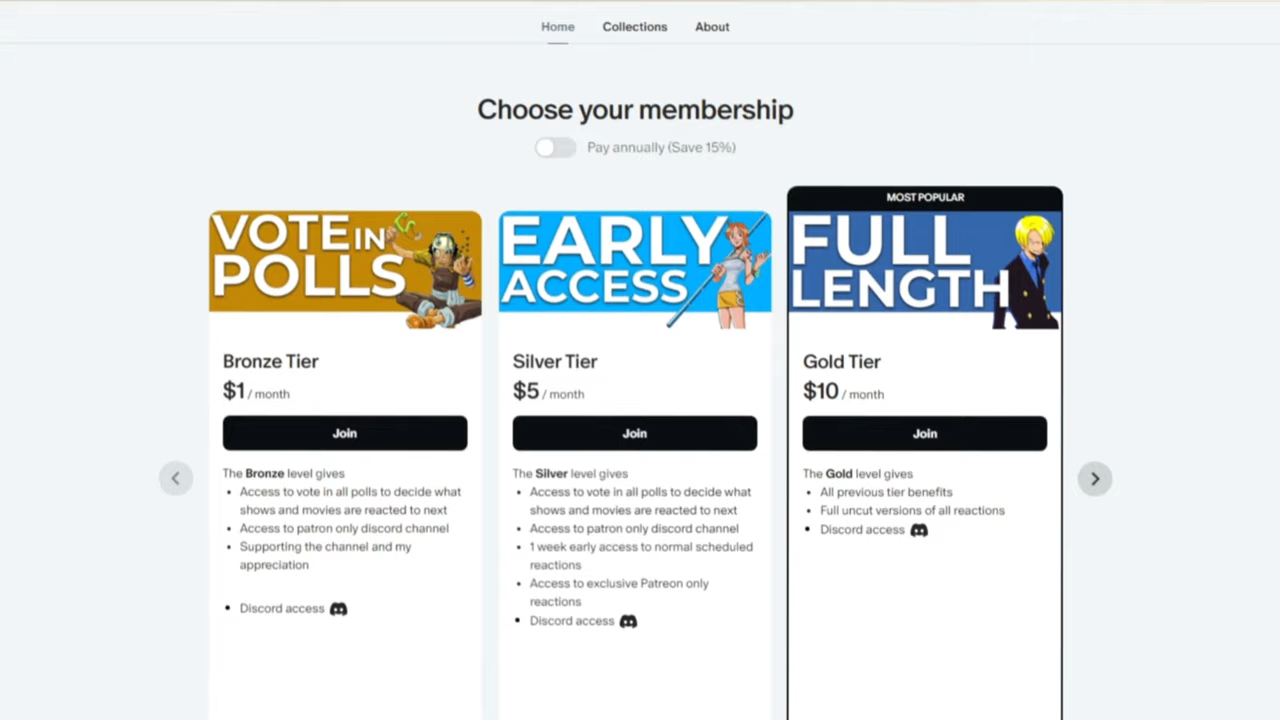 Home Collections About
Choose your membership
Pay annually (Save 15%)
VOTE IN
POLLS
Bronze Tier
$1 / month
Join
The Bronze level gives
• Access to vote in all polls to decide what
shows and movies are reacted to next
• Access to patron only discord channel
• Supporting the channel and my
appreciation
• Discord access
EARLY
ACCESS
Silver Tier
$5 / month
Join
The Silver level gives
• Access to vote in all polls to decide what
shows and movies are reacted to next
• Access to patron only discord channel
• 1 week early access to normal scheduled
reactions
• Access to exclusive Patreon only
reactions
• Discord access
MOST POPULAR
FULL
LENGTH
Gold Tier
$10 / month
Join
The Gold level gives
• All previous tier benefits
• Full uncut versions of all reactions
• Discord access